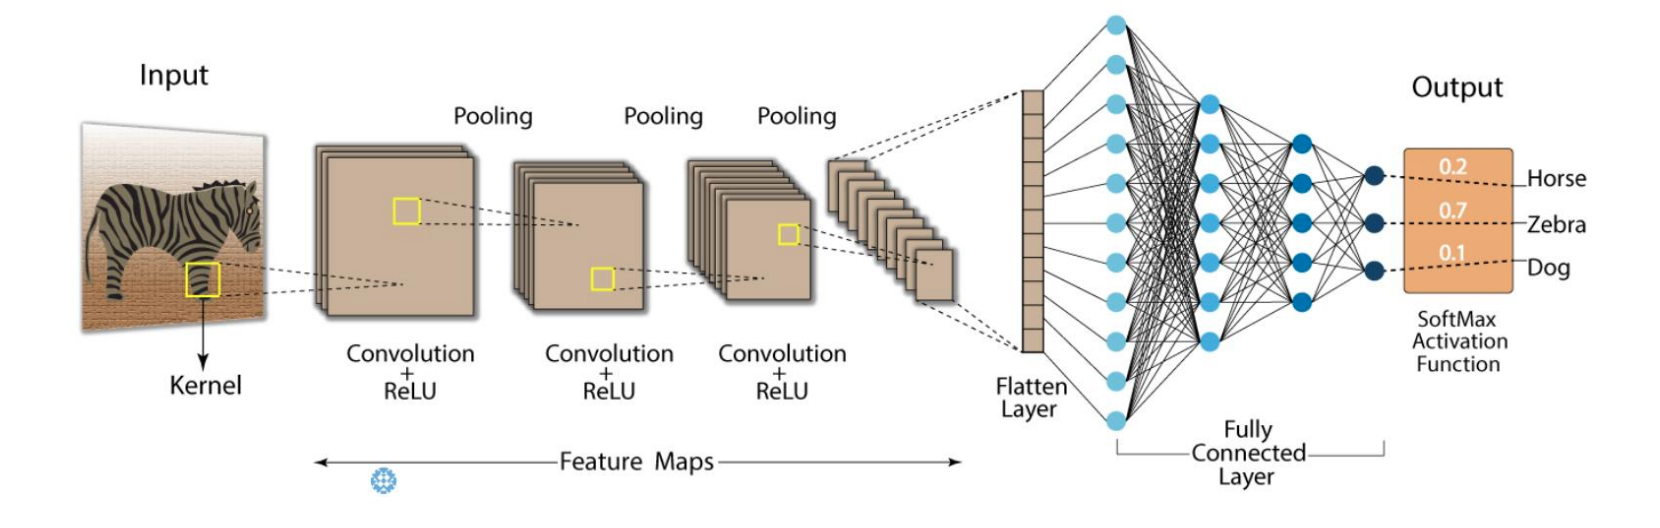 Input
Kernel
Pooling
Pooling
Pooling
Convolution
+
ReLU
Convolution
+
ReLU
Convolution
+
ReLU
Feature Maps
Flatten
Layer
Fully
Connected
Layer
Output
0.2
Horse
0.7
Zebra
0.1
Dog
SoftMax
Activation
Function